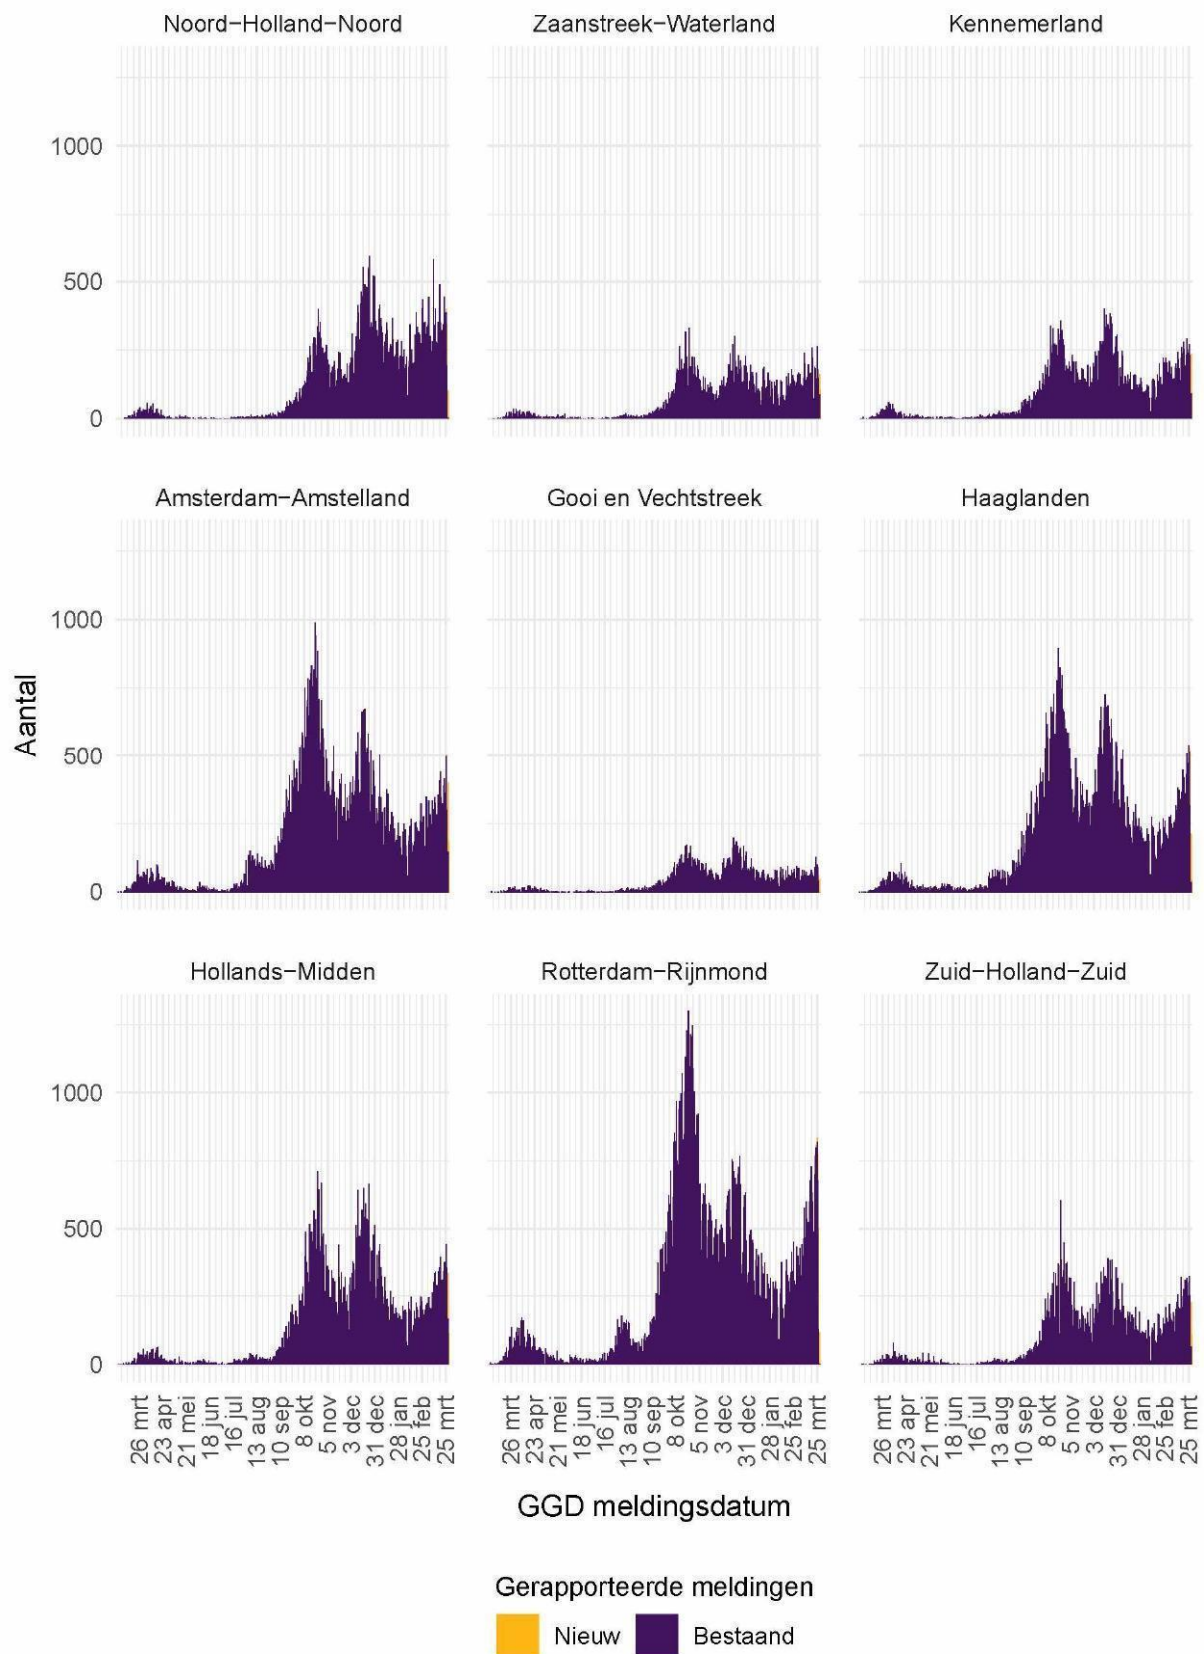 Noord-Holland-Noord
Zaanstreek-Waterland
Kennemerland
1000
500
0
Amsterdam-Amstelland
Gooi en Vechtstreek
Haaglanden
1000
500
0
Aantal
Hollands-Midden
Rotterdam-Rijnmond
Zuid-Holland-Zuid
1000
500
0
26 mrt
23 apr
21 mei
18 jun
16 jul
13 aug
10 sep
8 okt
5 nov
3 dec
31 dec
28 jan
25 feb
25 mrt
26 mrt
23 apr
21 mei
18 jun
16 jul
13 aug
10 sep
8 okt
5 nov
3 dec
31 dec
28 jan
25 feb
25 mrt
26 mrt
23 apr
21 mei
18 jun
16 jul
13 aug
10 sep
8 okt
5 nov
3 dec
31 dec
28 jan
25 feb
25 mrt
GGD meldingsdatum
Gerapporteerde meldingen
Nieuw
Bestaand